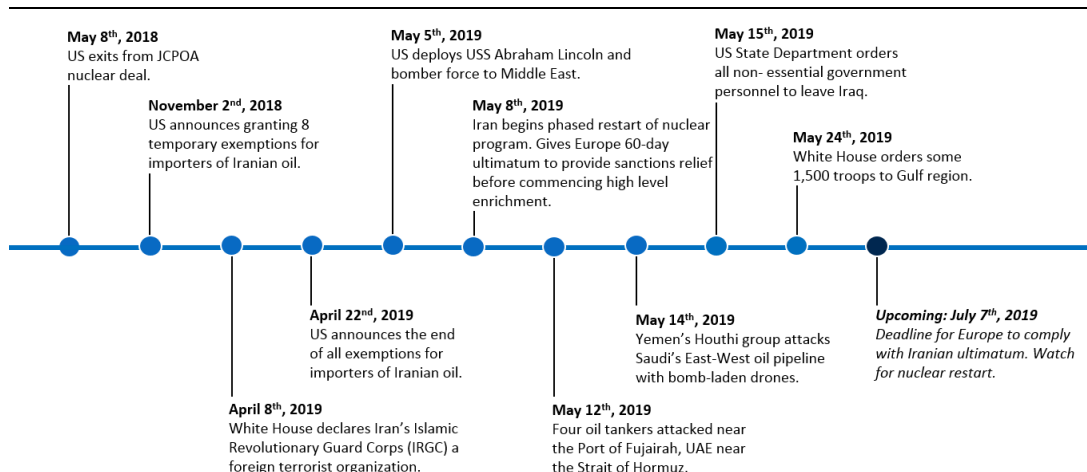 May 8th, 2018
US exits from JCPOA
nuclear deal.
November 2nd, 2018
US announces granting 8
temporary exemptions for
importers of Iranian oil.
April 8th, 2019
White House declares Iran's Islamic
Revolutionary Guard Corps (IRGC) a
foreign terrorist organization.
April 22nd, 2019
US announces the end
of all exemptions for
importers of Iranian oil.
May 5th, 2019
US deploys USS Abraham Lincoln and
bomber force to Middle East.
May 8th, 2019
Iran begins phased restart of nuclear
program. Gives Europe 60-day
ultimatum to provide sanctions relief
before commencing high level
enrichment.
May 12th, 2019
Four oil tankers attacked near
the Port of Fujairah, UAE near
the Strait of Hormuz.
May 14th, 2019
Yemen's Houthi group attacks
Saudi's East-West oil pipeline
with bomb-laden drones.
May 15th, 2019
US State Department orders
all non- essential government
personnel to leave Iraq.
May 24th, 2019
White House orders some
1,500 troops to Gulf region.
Upcoming: July 7th, 2019
Deadline for Europe to comply
with Iranian ultimatum. Watch
for nuclear restart.